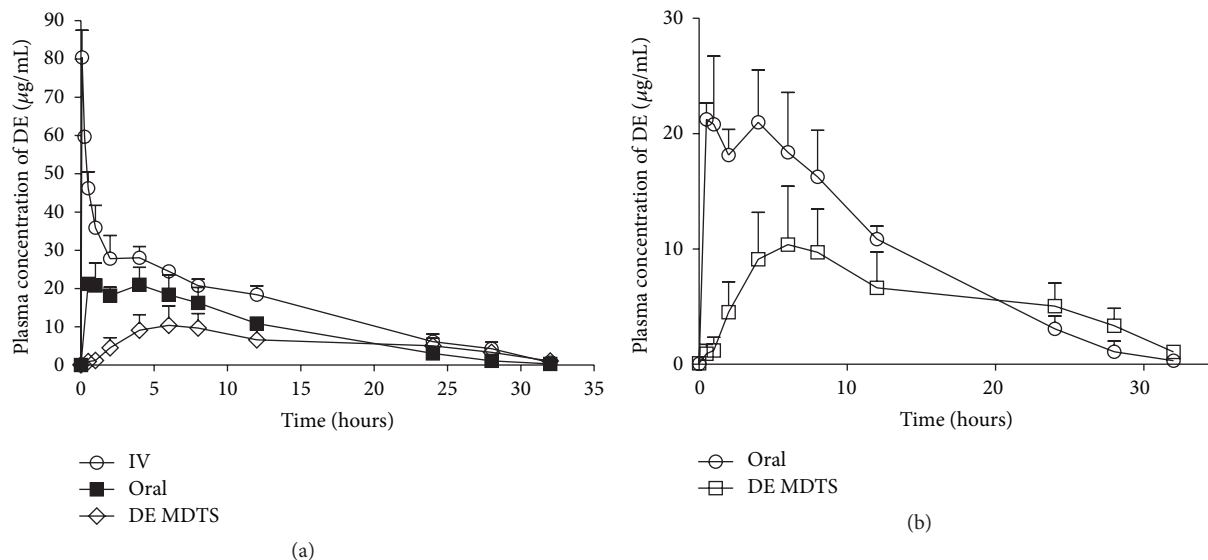 Plasma concentration of DE (µg/mL)
90
80
70
60
50
40
30
20
10
0
0 5 10 15 20 25 30 35
Time (hours)
IV
Oral
DE MDTS
(a)
Plasma concentration of DE (µg/mL)
30
20
10
0
0 10 20 30
Time (hours)
Oral
DE MDTS
(b)